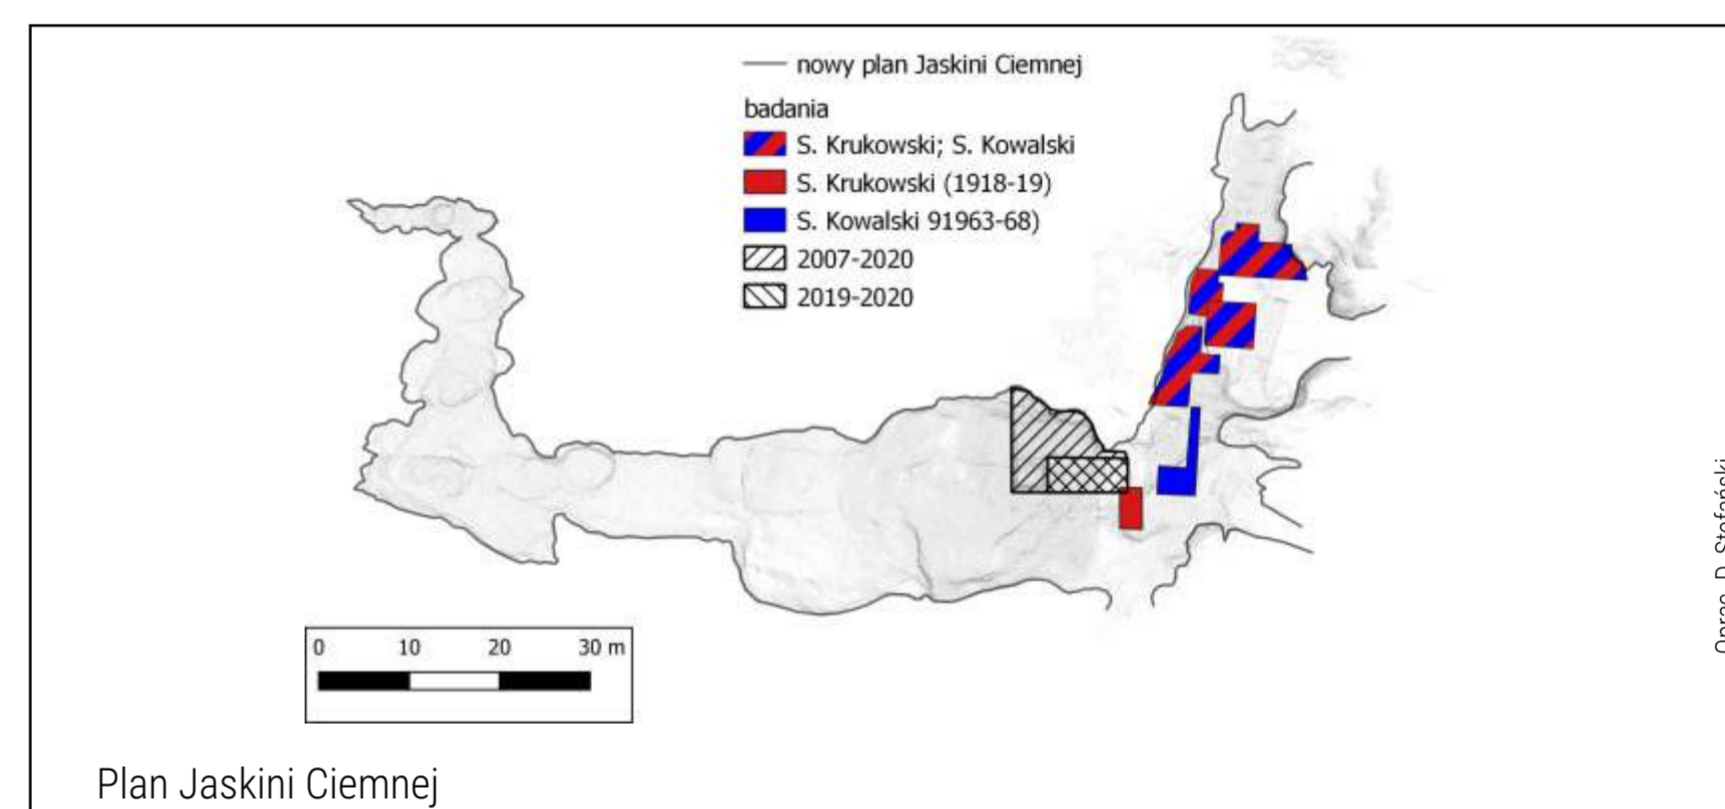 nowy plan Jaskini Ciemnej
badania
S. Krukowski; S. Kowalski
S. Krukowski (1918-19)
S. Kowalski 91963-68)
2007-2020
2019-2020
0 10 20 30 m
Plan Jaskini Ciemnej
Oprac. D. Stefański